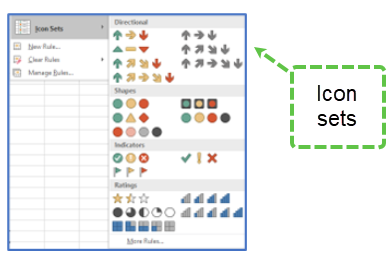 Icon Sets
Directional
New Rule...
Clear Rules
Manage Rules...
Shapes
Indicators
Ratings
More Rules...
Icon
sets